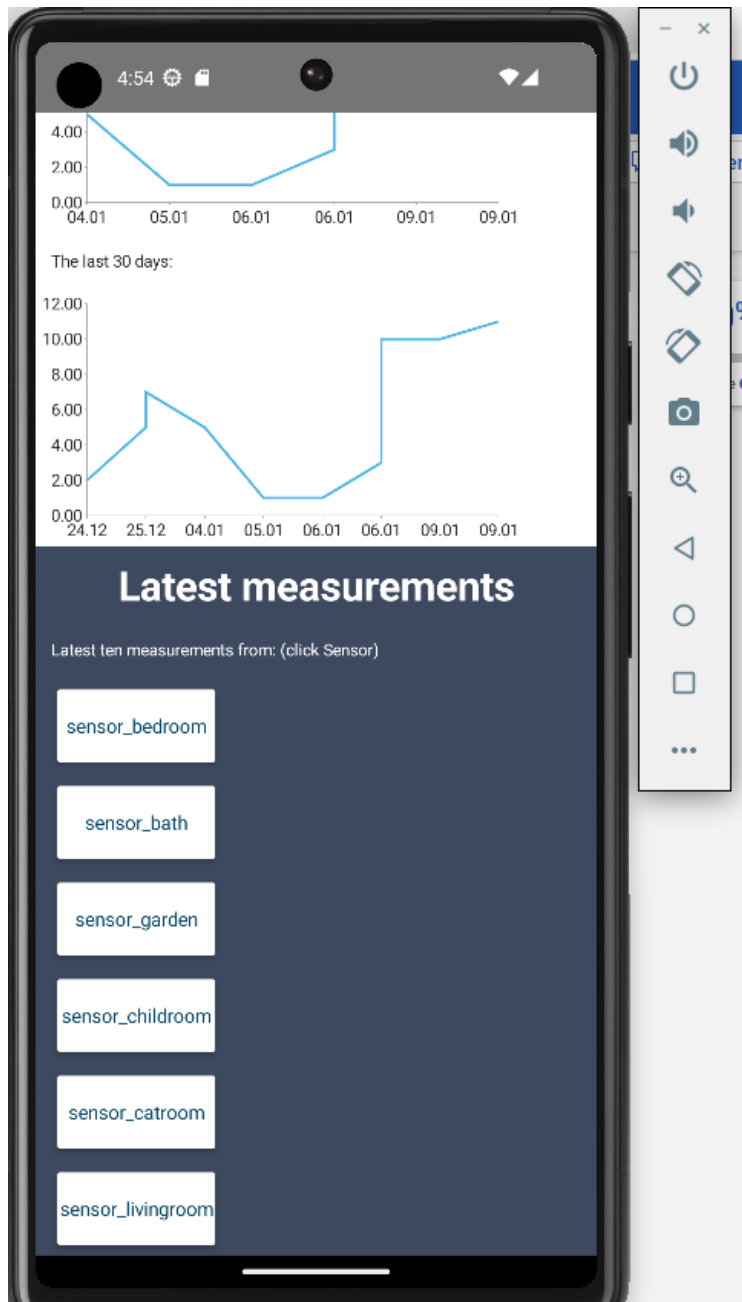 4:54
4.00
2.00
0.00
04.01 05.01 06.01 06.01 09.01 09.01
The last 30 days:
12.00
10.00
8.00
6.00
4.00
2.00
0.00
24.12 25.12 04.01 05.01 06.01 06.01 09.01 09.01
Latest measurements
Latest ten measurements from: (click Sensor)
sensor_bedroom
sensor_bath
sensor_garden
sensor_childroom
sensor_catroom
sensor_livingroom